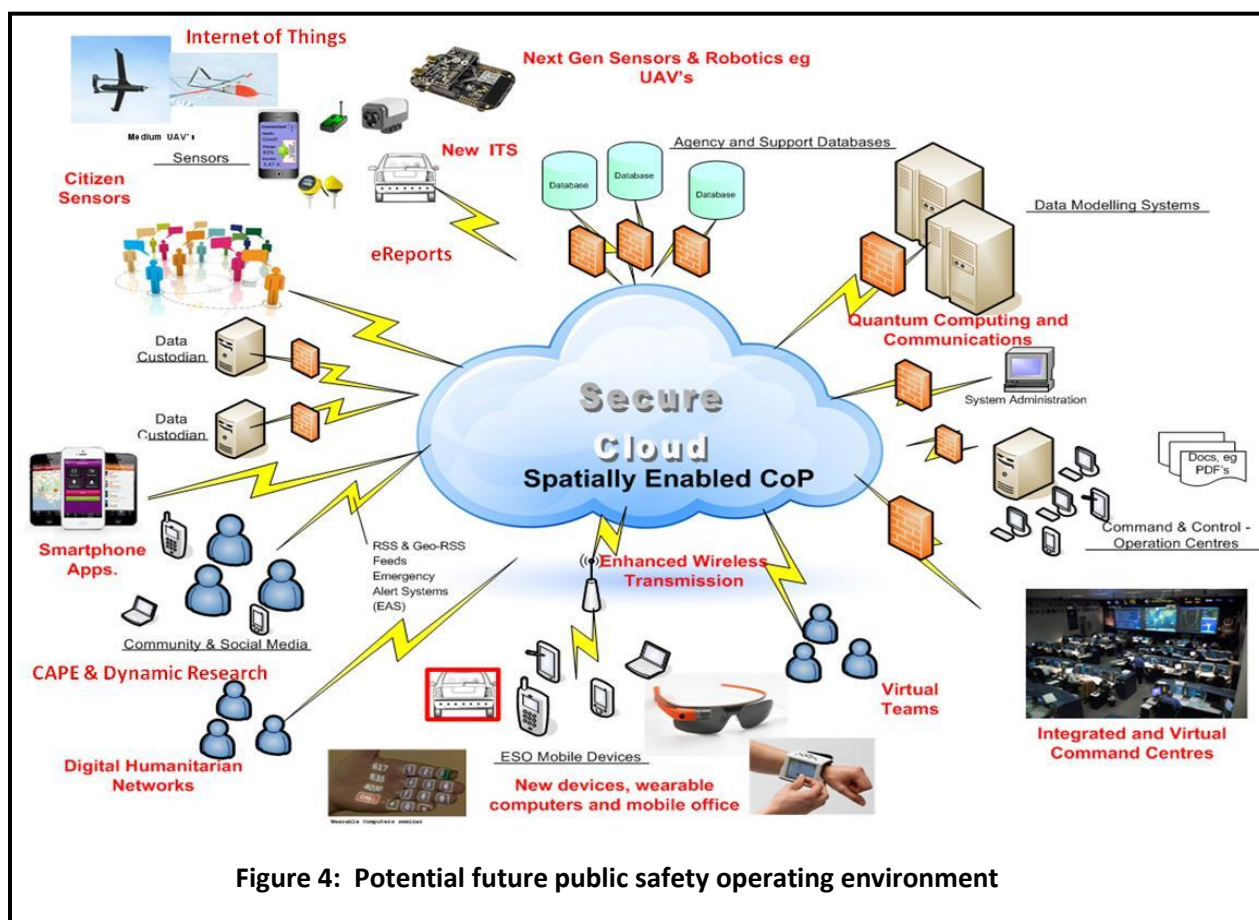 Internet of Things
Next Gen Sensors & Robotics eg
UAV's
Medium UAV's
Sensors
New ITS
Citizen
Sensors
eReports
Database
Database
Database
Agency and Support Databases
Data Modelling Systems
Quantum Computing and
Communications
System Administration
Data
Custodian
Data
Custodian
Secure
Cloud
Spatially Enabled CoP
Docs, eg
PDF's
Command & Control -
Operation Centres
Smartphone
Apps.
RSS & Geo-RSS
Feeds
Emergency
Alert Systems
(EAS)
Enhanced Wireless
Transmission
Community & Social Media
CAPE & Dynamic Research
Digital Humanitarian
Networks
Virtual
Teams
Integrated and Virtual
Command Centres
ESO Mobile Devices
New devices, wearable
computers and mobile office
617
835
CALL
Wearable Computers seminar
Figure 4: Potential future public safety operating environment